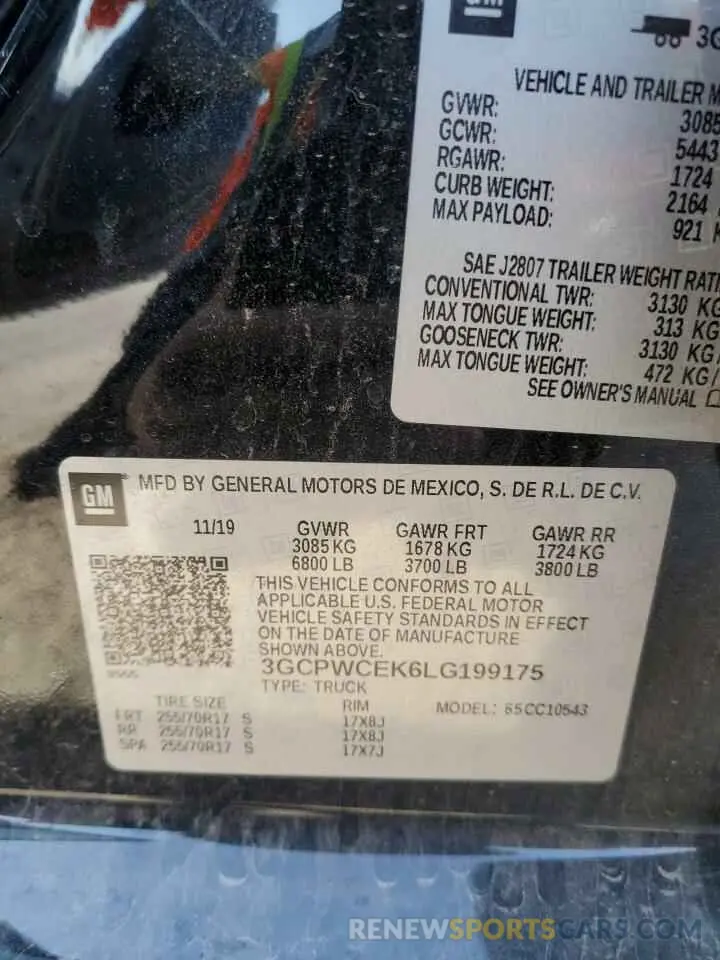 GM
3G
VEHICLE AND TRAILER M
GVWR: 3085
GCWR: 5443
RGAWR: 1724
CURB WEIGHT: 2164
MAX PAYLOAD: 921 K
SAE J2807 TRAILER WEIGHT RATI
CONVENTIONAL TWR: 3130 KG
MAX TONGUE WEIGHT: 313 KG/
GOOSENECK TWR: 3130 KG/
MAX TONGUE WEIGHT: 472 KG/
SEE OWNER'S MANUAL
GM MFD BY GENERAL MOTORS DE MEXICO, S. DE R.L. DE C.V.
11/19 GVWR GAWR FRT GAWR RR
3085 KG 1678 KG 1724 KG
6800 LB 3700 LB 3800 LB
THIS VEHICLE CONFORMS TO ALL
APPLICABLE U.S. FEDERAL MOTOR
VEHICLE SAFETY STANDARDS IN EFFECT
ON THE DATE OF MANUFACTURE
SHOWN ABOVE.
3GCPWCEK6LG199175
TYPE: TRUCK
TIRE SIZE RIM MODEL: 65CC10543
FRT 255/70R17 S 17X8J
RR 255/70R17 S 17X8J
SPA 255/70R17 S 17X7J
RENEWSPORTSCARS.COM